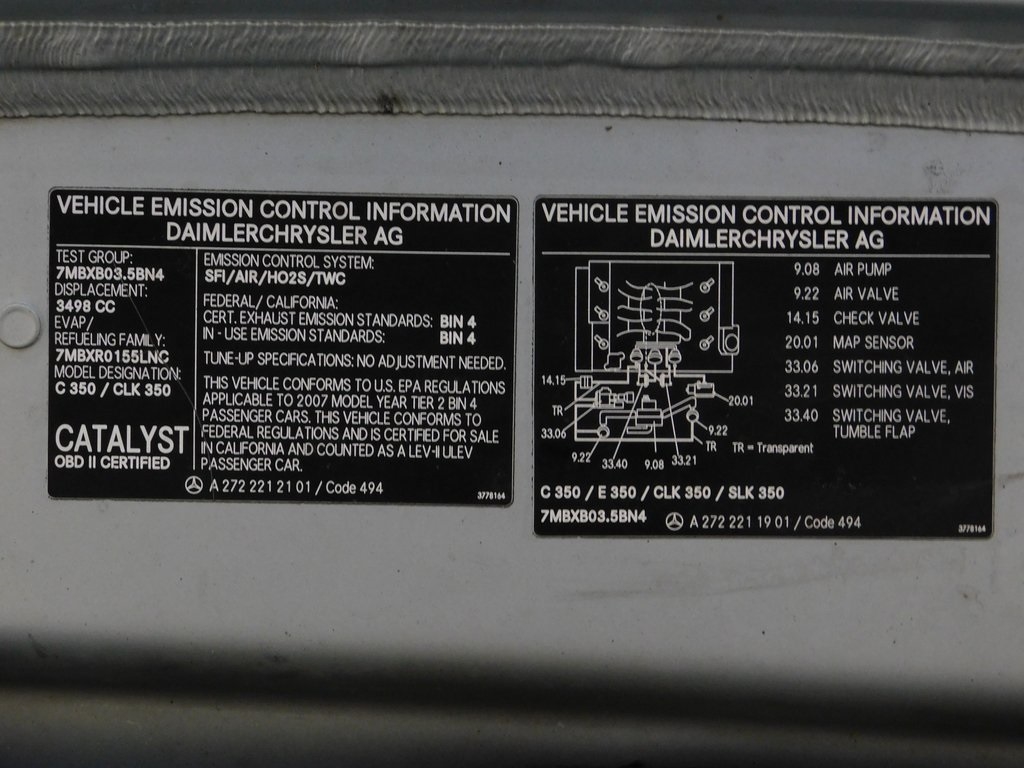 VEHICLE EMISSION CONTROL INFORMATION
DAIMLERCHRYSLER AG
TEST GROUP:
7MBXB03.5BN4
DISPLACEMENT:
3498 CC
EVAP/
REFUELING FAMILY:
7MBXR0155LNC
MODEL DESIGNATION:
C 350 / CLK 350
CATALYST
OBD II CERTIFIED
EMISSION CONTROL SYSTEM:
SFI/AIR/HO2S/TWC
FEDERAL/ CALIFORNIA:
CERT. EXHAUST EMISSION STANDARDS: BIN 4
IN - USE EMISSION STANDARDS: BIN 4
TUNE-UP SPECIFICATIONS: NO ADJUSTMENT NEEDED.
THIS VEHICLE CONFORMS TO U.S. EPA REGULATIONS
APPLICABLE TO 2007 MODEL YEAR TIER 2 BIN 4
PASSENGER CARS. THIS VEHICLE CONFORMS TO
FEDERAL REGULATIONS AND IS CERTIFIED FOR SALE
IN CALIFORNIA AND COUNTED AS A LEV-II ULEV
PASSENGER CAR.
A 272 221 21 01 / Code 494
3778164
VEHICLE EMISSION CONTROL INFORMATION
DAIMLERCHRYSLER AG
9.08 AIR PUMP
9.22 AIR VALVE
14.15 CHECK VALVE
20.01 MAP SENSOR
33.06 SWITCHING VALVE, AIR
33.21 SWITCHING VALVE, VIS
33.40 SWITCHING VALVE,
TUMBLE FLAP
14.15
TR
33.06
9.22
33.40
9.08
33.21
TR
9.22
20.01
TR = Transparent
C 350 / E 350 / CLK 350 / SLK 350
7MBXB03.5BN4 A 272 221 19 01 / Code 494
3778164